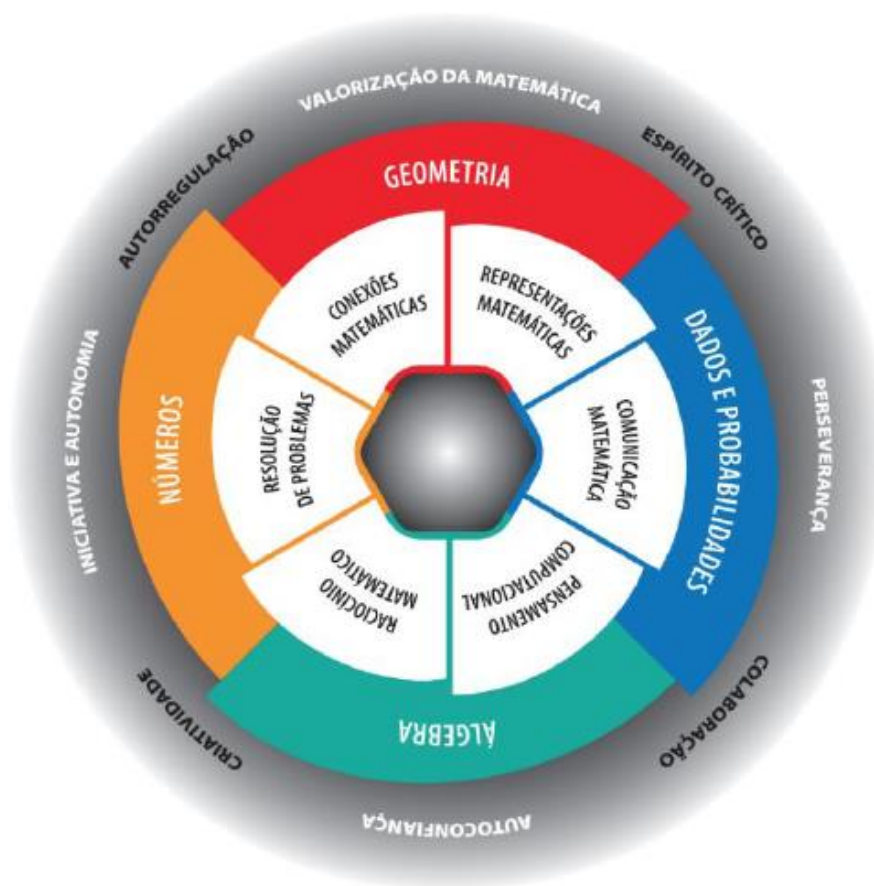 VALORIZAÇÃO DA MATEMÁTICA
ESPÍRITO CRÍTICO
PERSEVERANÇA
COLABORAÇÃO
AUTOCONFIANÇA
CRIATIVIDADE
INICIATIVA E AUTONOMIA
AUTORREGULAÇÃO
GEOMETRIA
DADOS E PROBABILIDADES
ÁLGEBRA
NÚMEROS
CONEXÕES
MATEMÁTICAS
REPRESENTAÇÕES
MATEMÁTICAS
COMUNICAÇÃO
MATEMÁTICA
PENSAMENTO
COMPUTACIONAL
RACIOCÍNIO
MATEMÁTICO
RESOLUÇÃO
DE PROBLEMAS